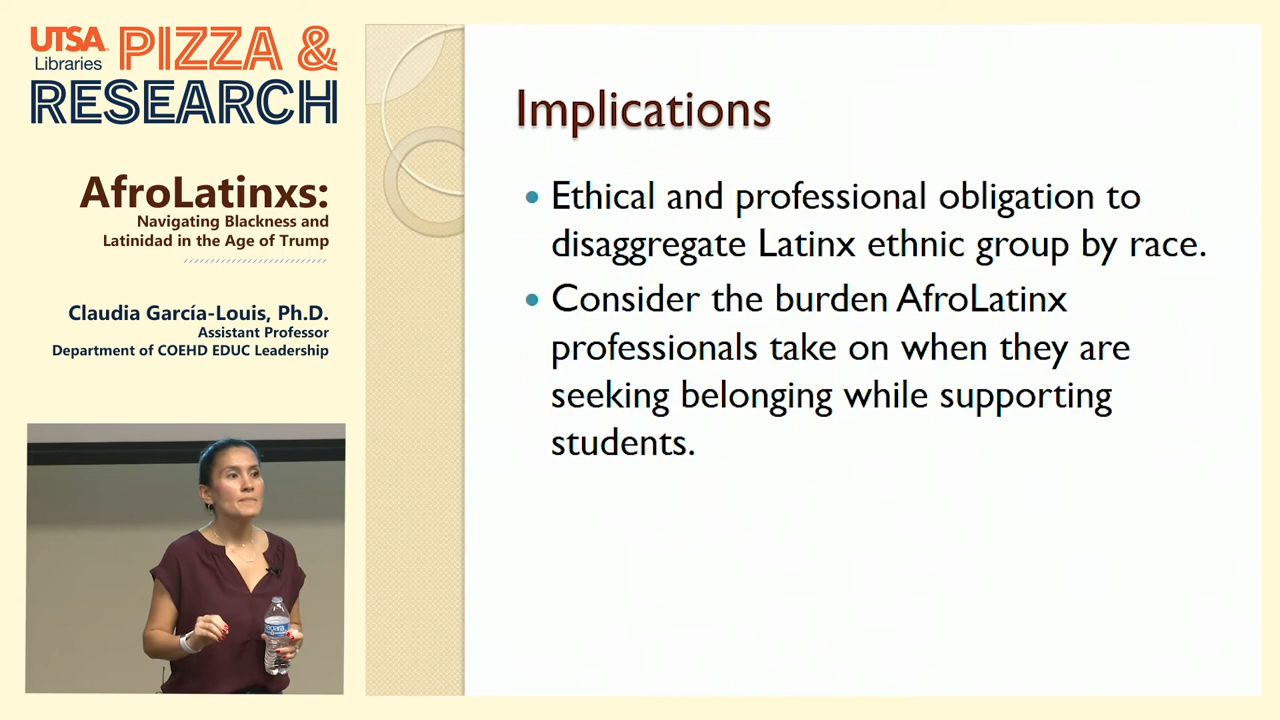 UTSA
Libraries
PIZZA &
RESEARCH
AfroLatinxs:
Navigating Blackness and
Latinidad in the Age of Trump
Claudia García-Louis, Ph.D.
Assistant Professor
Department of COEHD EDUC Leadership
Implications
• Ethical and professional obligation to
disaggregate Latinx ethnic group by race.
• Consider the burden AfroLatinx
professionals take on when they are
seeking belonging while supporting
students.